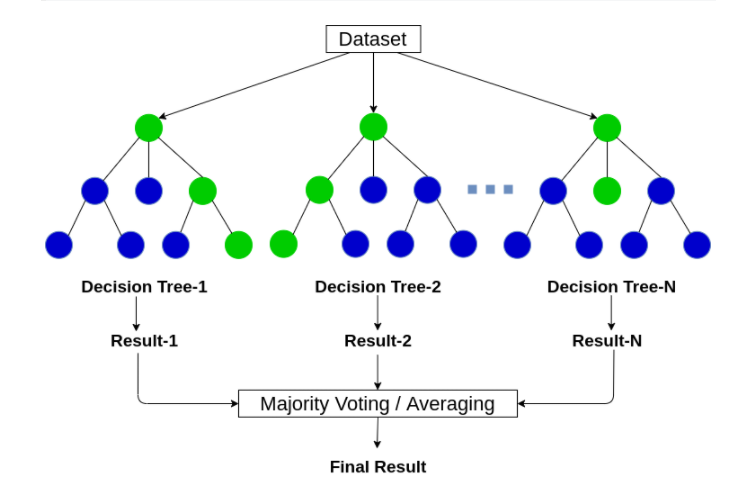 Dataset
Decision Tree-1
Decision Tree-2
Decision Tree-N
Result-1
Result-2
Result-N
Majority Voting / Averaging
Final Result